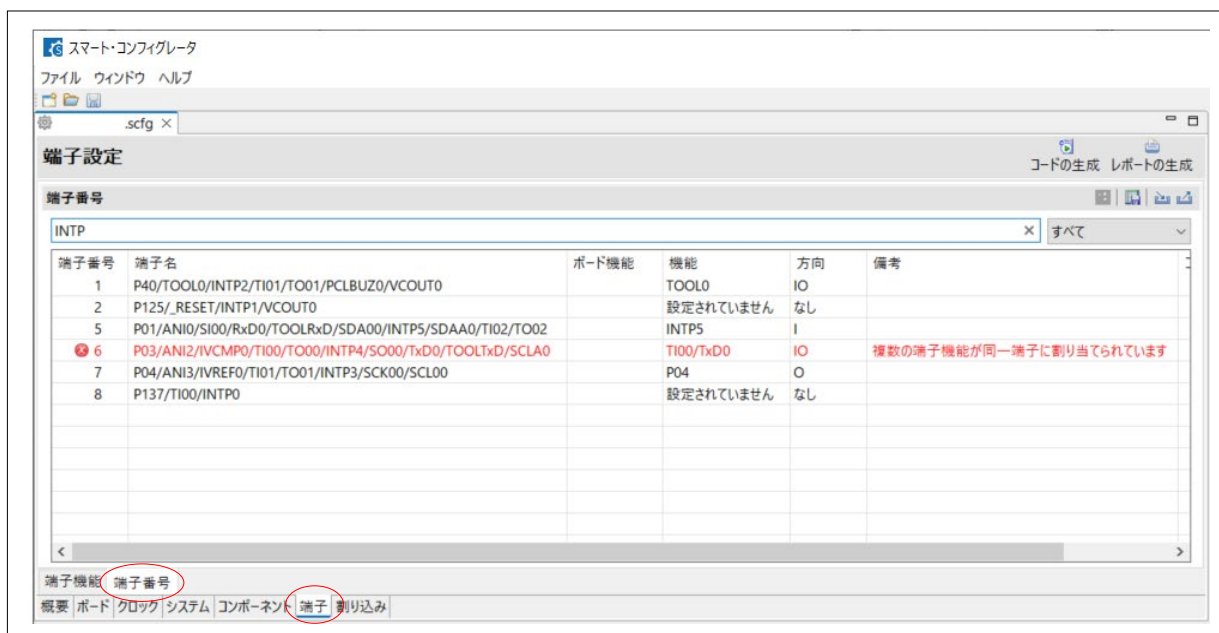 スマート・コンフィグレータ
ファイル ウィンドウ ヘルプ
.scfg ×
端子設定
コードの生成 レポートの生成
端子番号
INTP × すべて
端子番号 端子名 ボード機能 機能 方向 備考
1 P40/TOOL0/INTP2/TI01/TO01/PCLBUZ0/VCOUT0 TOOL0 IO
2 P125/_RESET/INTP1/VCOUT0 設定されていません なし
5 P01/ANI0/SI00/RxD0/TOOLRxD/SDA00/INTP5/SDAA0/TI02/TO02 INTP5 I
6 P03/ANI2/IVCMP0/TI00/TO00/INTP4/SO00/TxD0/TOOLTxD/SCLA0 TI00/TxD0 IO 複数の端子機能が同一端子に割り当てられています
7 P04/ANI3/IVREF0/TI01/TO01/INTP3/SCK00/SCL00 P04 O
8 P137/TI00/INTP0 設定されていません なし
端子機能 端子番号
概要 ボード クロック システム コンポーネント 端子 割り込み